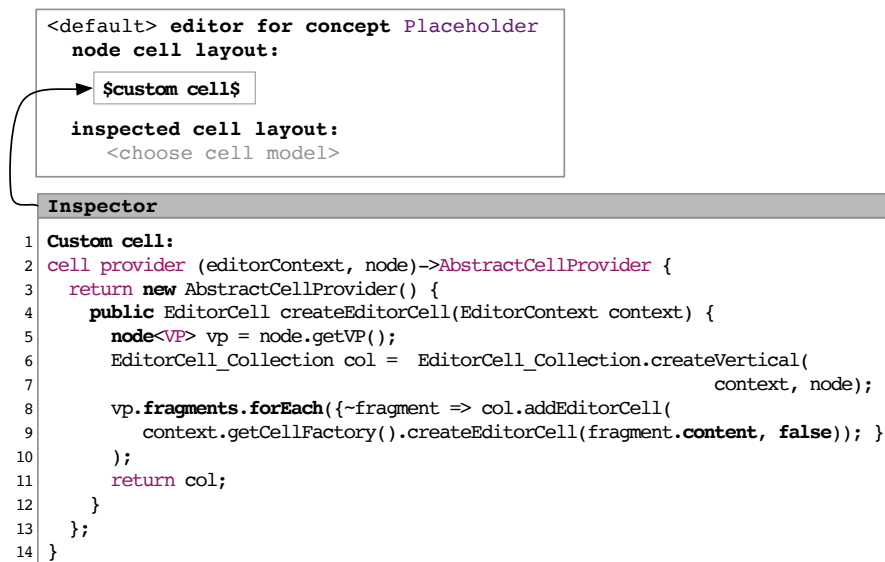 <default> editor for concept Placeholder
node cell layout:
$custom cell$
inspected cell layout:
<choose cell model>
Inspector
1 Custom cell:
2 cell provider (editorContext, node)->AbstractCellProvider {
3 return new AbstractCellProvider() {
4 public EditorCell createEditorCell(EditorContext context) {
5 node<VP> vp = node.getVP();
6 EditorCell_Collection col = EditorCell_Collection.createVertical(
7 context, node);
8 vp.fragments.forEach({~fragment => col.addEditorCell(
9 context.getCellFactory().createEditorCell(fragment.content, false)); }
10 );
11 return col;
12 }
13 };
14 }